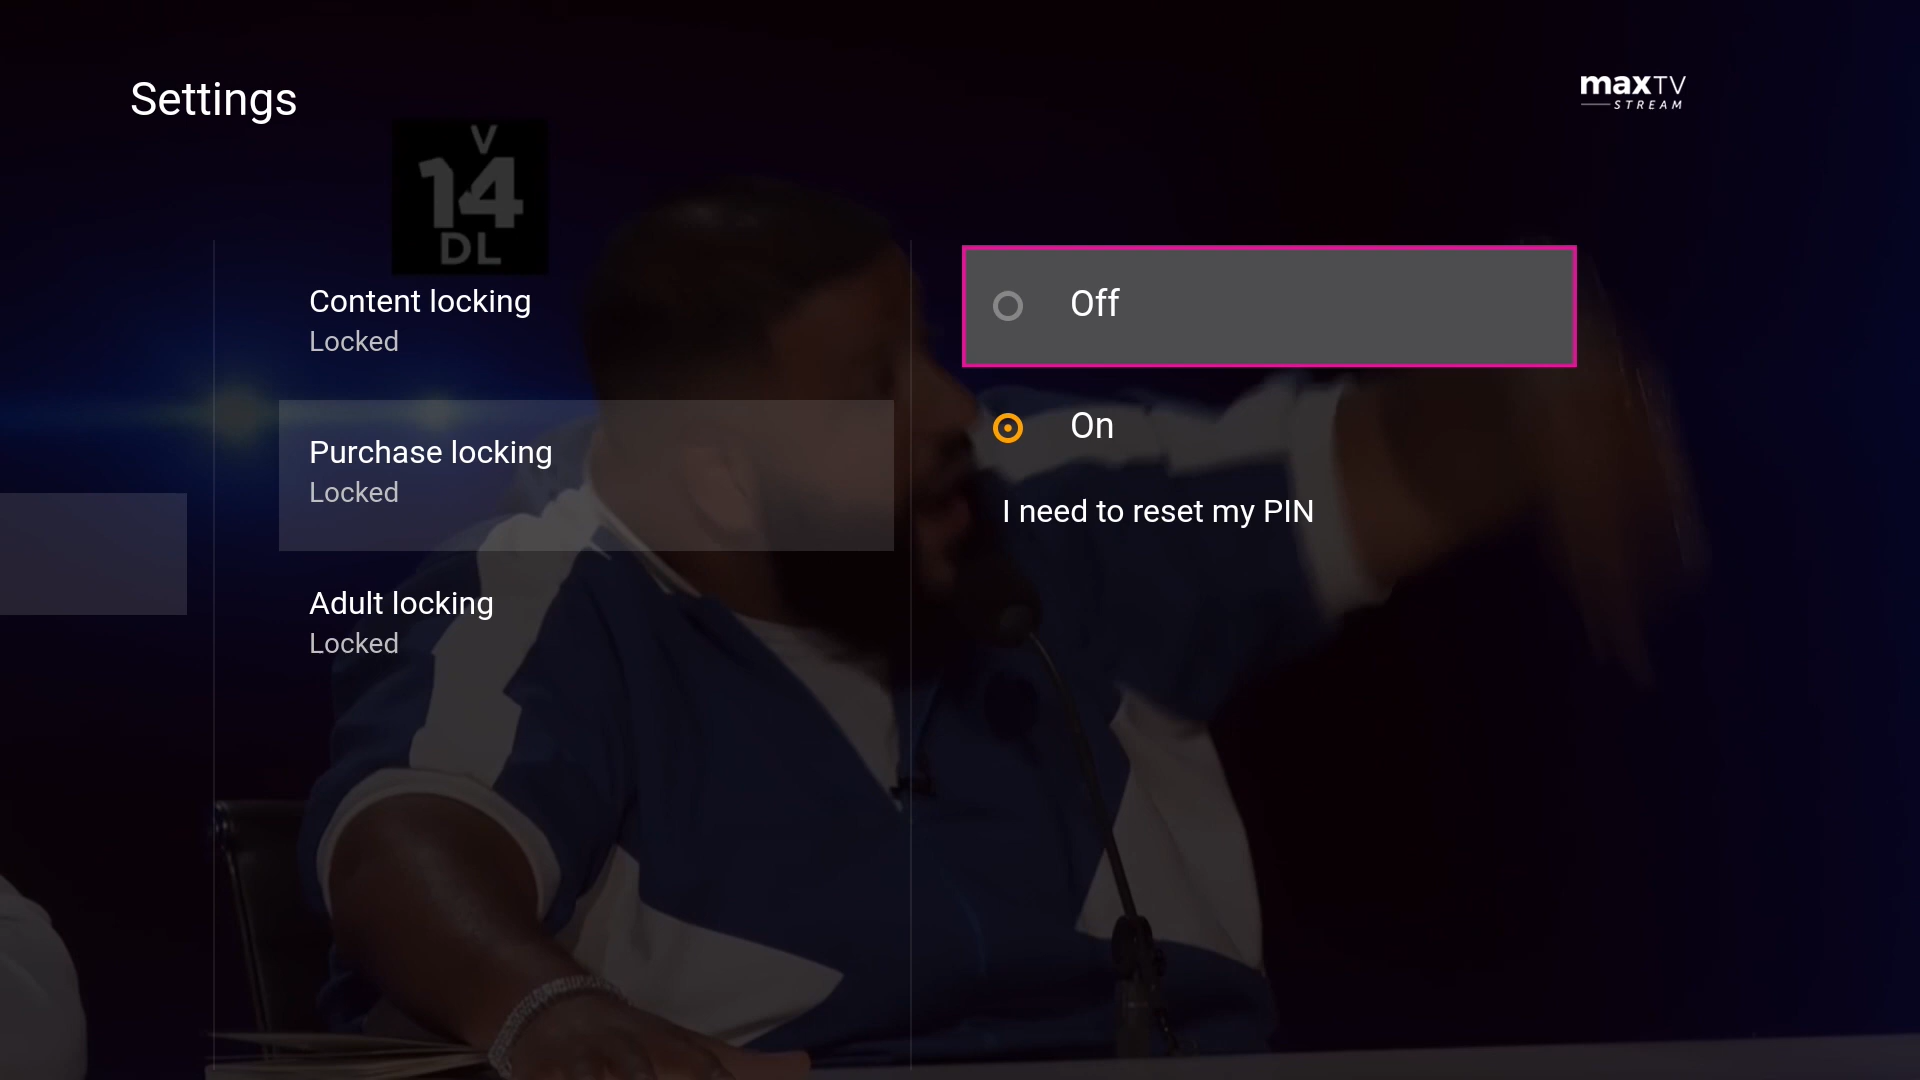 Settings
maxTV
STREAM
V
14
DL
Content locking
Locked
Purchase locking
Locked
Adult locking
Locked
Off
On
I need to reset my PIN